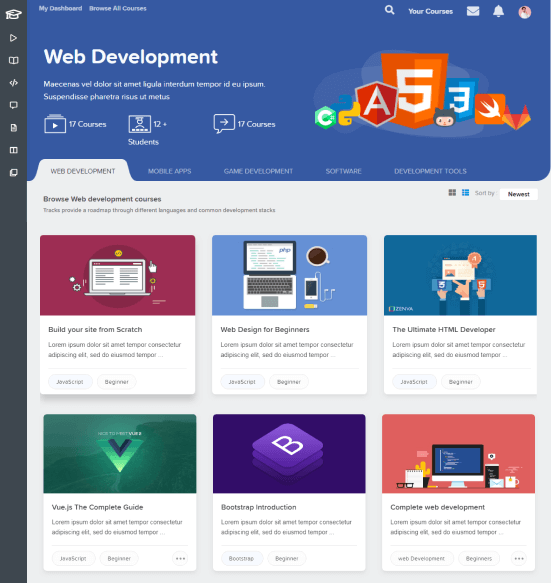 My Dashboard Browse All Courses
Your Courses
Web Development
Maecenas vel dolor sit amet ligula interdum tempor id eu ipsum.
Suspendisse pharetra risus ut metus
17 Courses
12 +
Students
17 Courses
WEB DEVELOPMENT MOBILE APPS GAME DEVELOPMENT SOFTWARE DEVELOPMENT TOOLS
Browse Web development courses
Tracks provide a roadmap through different languages and common development stacks
Sort by Newest
php
ZENVA
Build your site from Scratch
Lorem ipsum dolor sit tempor consectetur
adipiscing elit, sed do eiusmod tempor ...
JavaScript Beginner
Web Design for Beginners
Lorem ipsum dolor sit amt tempor consectetur
adipiscing elit, sed do eiusmod tempor ...
JavaScript Beginner
The Ultimate HTML Developer
Lorem ipsum dolor sit amt tempor consectetur
adipiscing elit, sed do eiusmod tempor ...
JavaScript Beginner
Vue.js The Complete Guide
Lorem ipsum dolor sit amt tempor consectetur
adipiscing elit, sed do eiusmod tempor ...
JavaScript Beginner
B
Bootstrap Introduction
Lorem ipsum dolor sit amt tempor consectetur
adipiscing elit, sed do eiusmod tempor ...
Bootstrap Beginner
Complete web development
Lorem ipsum dolor sit amt tempor consectetur
adipiscing elit, sed do eiusmod tempor ...
web Development Beginners